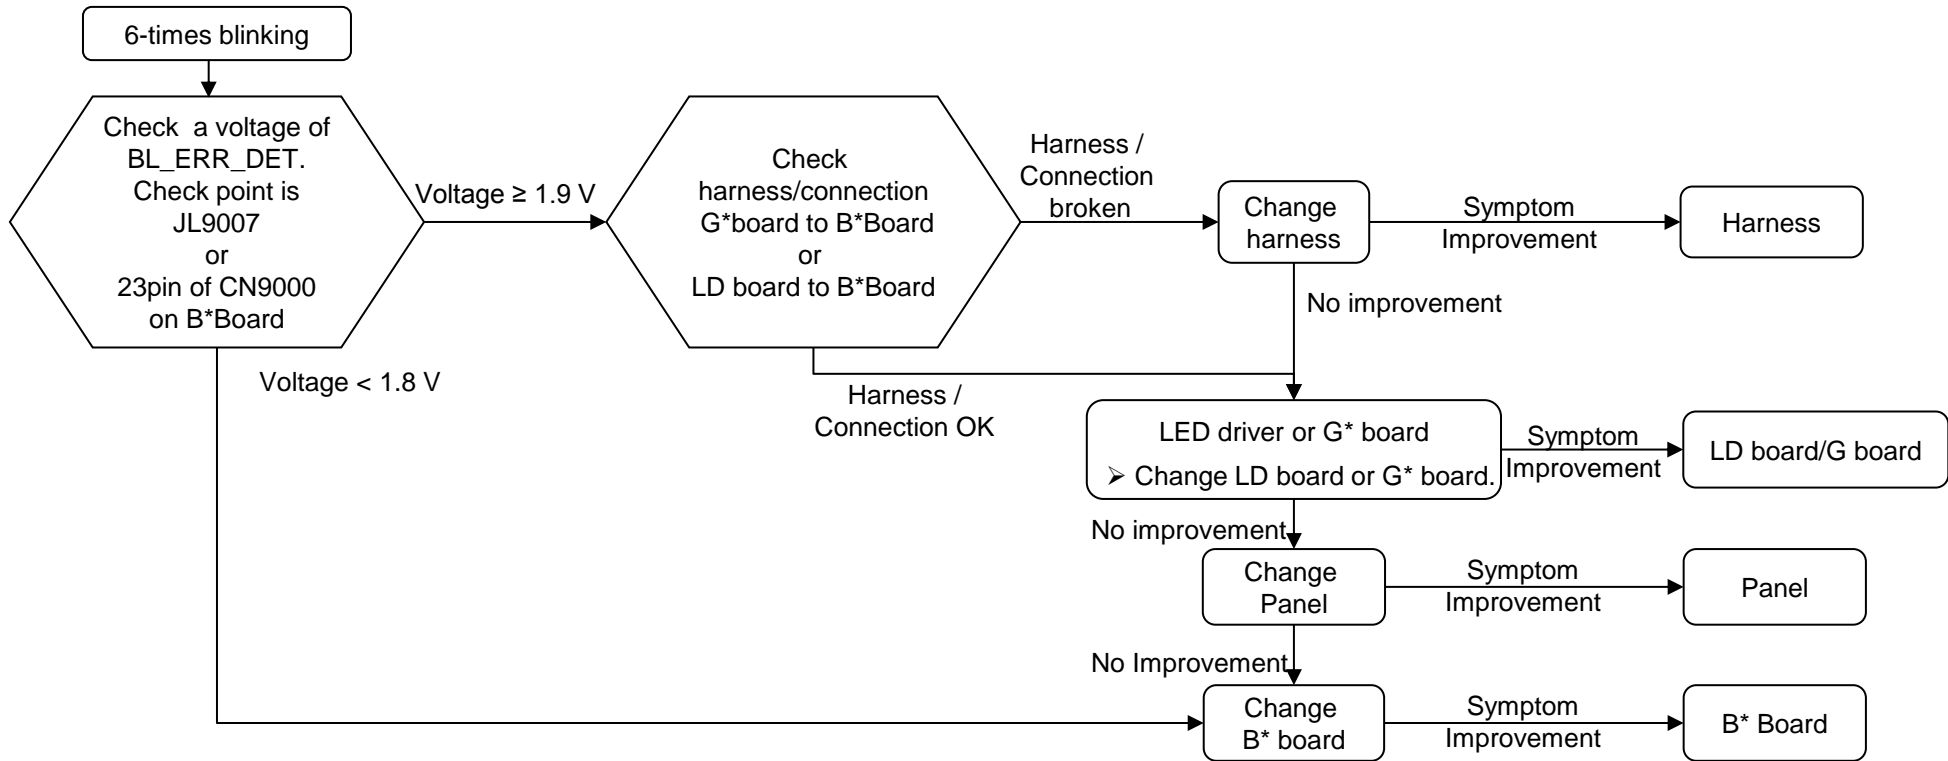 6-times blinking
Check a voltage of
BL_ERR_DET.
Check point is
JL9007
or
23pin of CN9000
on B*Board
Voltage ≥ 1.9 V
Voltage < 1.8 V
Check
harness/connection
G*board to B*Board
or
LD board to B*Board
Harness /
Connection
broken
Change
harness
Symptom
Improvement
Harness
No improvement
Harness /
Connection OK
LED driver or G* board
➢ Change LD board or G* board.
Symptom
Improvement
LD board/G board
No improvement
Change
Panel
Symptom
Improvement
Panel
No Improvement
Change
B* board
Symptom
Improvement
B* Board